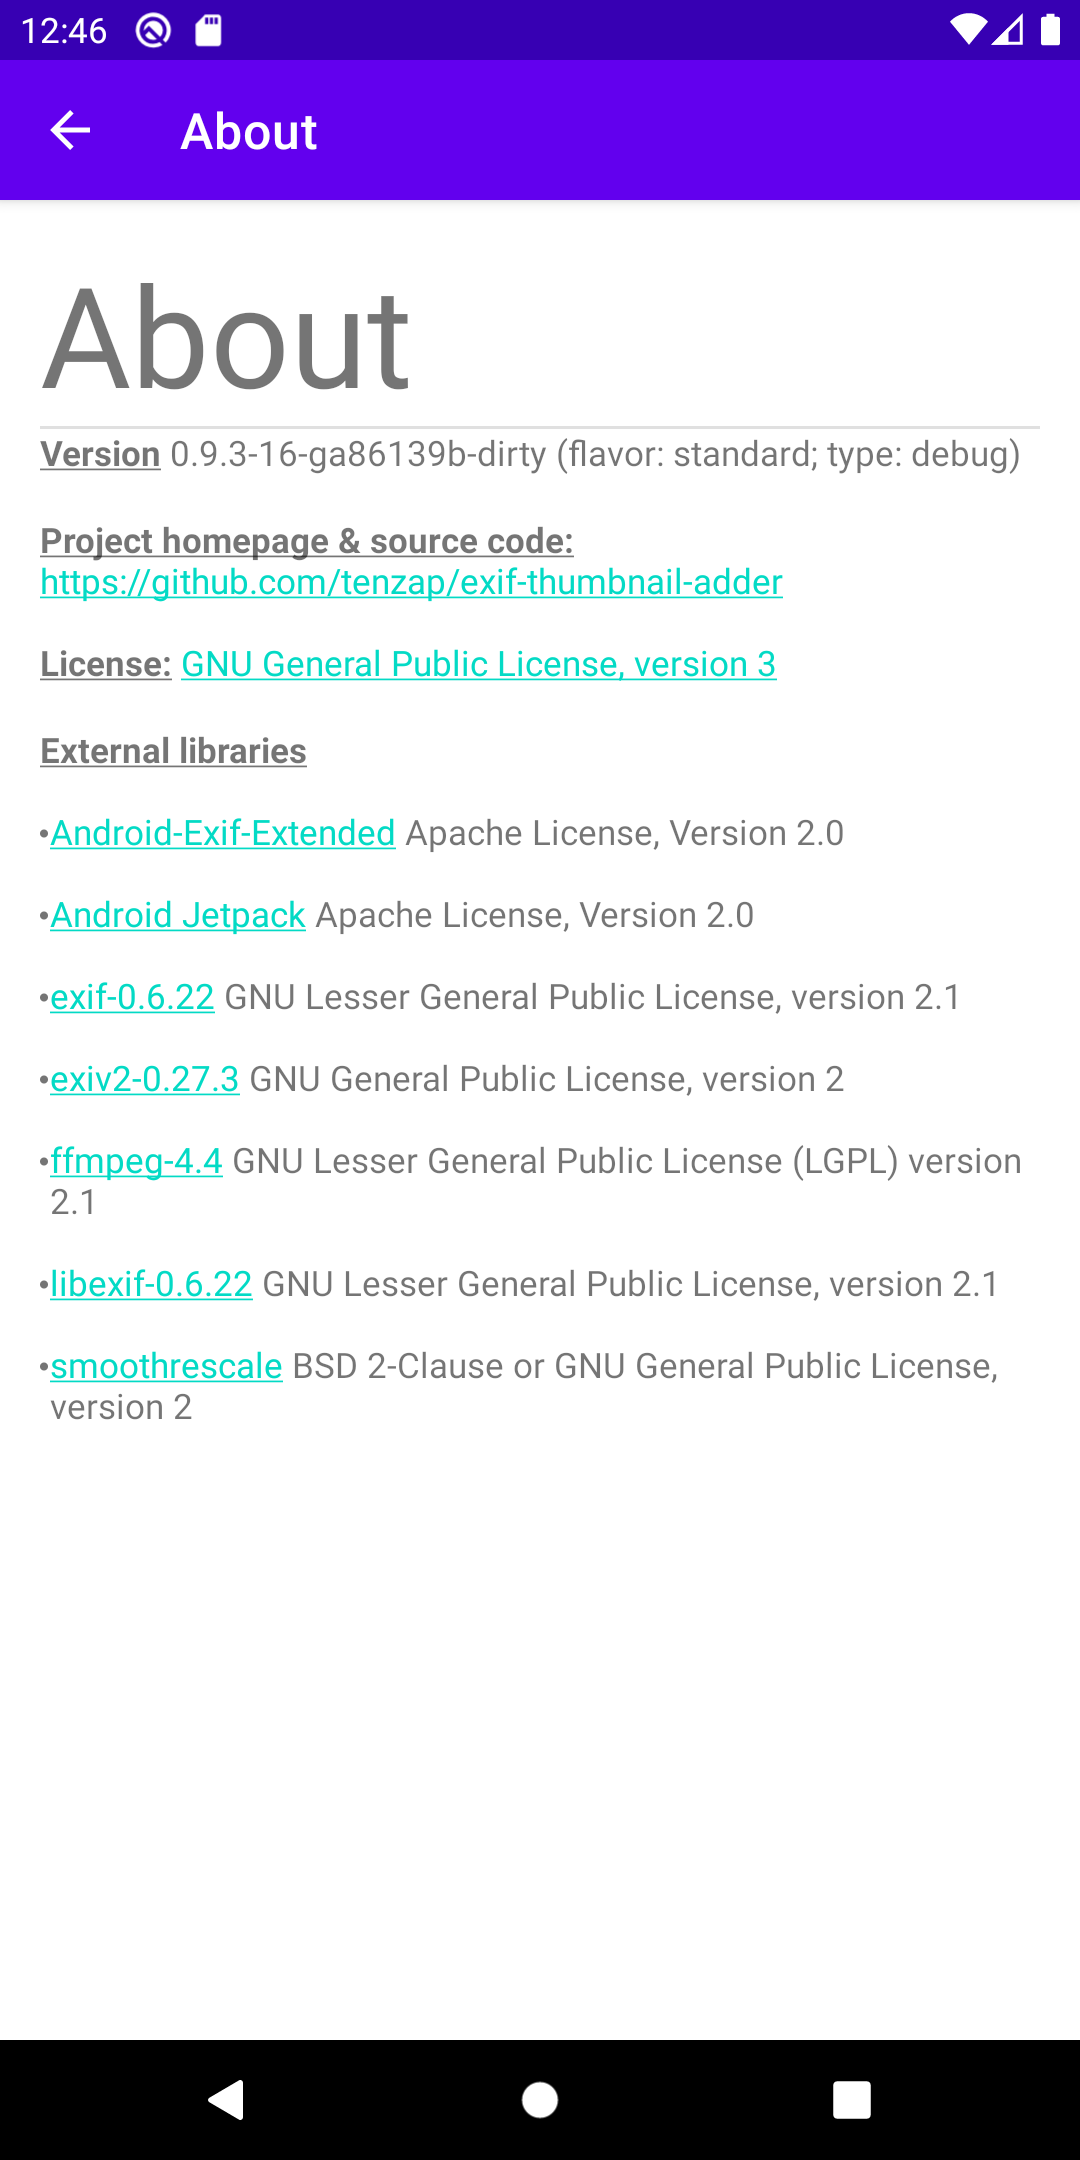 12:46
About
About
Version 0.9.3-16-ga86139b-dirty (flavor: standard; type: debug)
Project homepage & source code:
https://github.com/tenzap/exif-thumbnail-adder
License: GNU General Public License, version 3
External libraries
•Android-Exif-Extended Apache License, Version 2.0
•Android Jetpack Apache License, Version 2.0
•exif-0.6.22 GNU Lesser General Public License, version 2.1
•exiv2-0.27.3 GNU General Public License, version 2
•ffmpeg-4.4 GNU Lesser General Public License (LGPL) version
2.1
•libexif-0.6.22 GNU Lesser General Public License, version 2.1
•smoothrescale BSD 2-Clause or GNU General Public License,
version 2